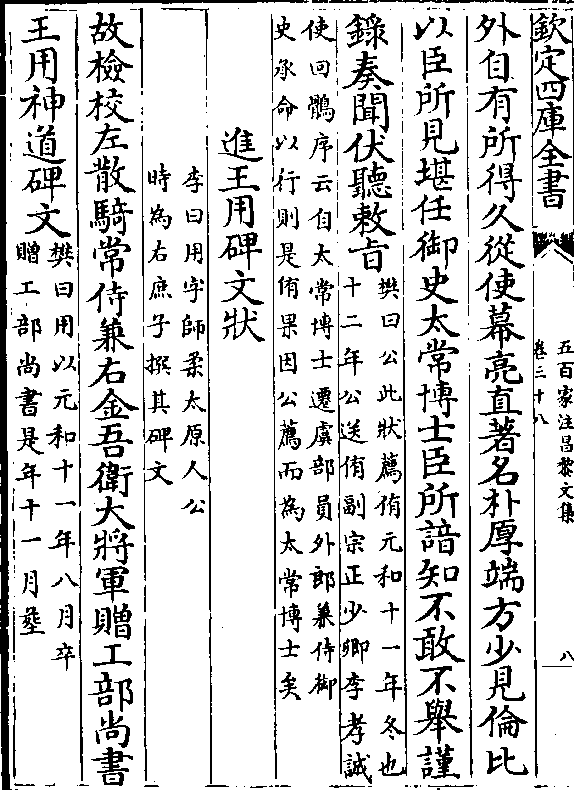 欽定四庫全書
五百家注昌黎文集
卷三十八
八
外自有所得久從使幕亮直著名朴厚端方少見倫比
以臣所見堪任御史太常博士臣所諳知不敢不舉謹
錄奏聞伏聽敕旨
樊曰公此狀薦侑元和十一年冬也
十二年公送侑副宗正少卿李孝誠
使回鶻序云自太常博士遷虞部員外郎兼侍御
史承命以行則是侑果因公薦而為太常博士矣
進王用碑文狀
李曰用字師柔太原人公
時為右庶子撰其碑文
故檢校左散騎常侍兼右金吾衛大將軍贈工部尚書
王用神道碑文
樊曰用以元和十一年八月卒
贈工部尚書是年十一月塟